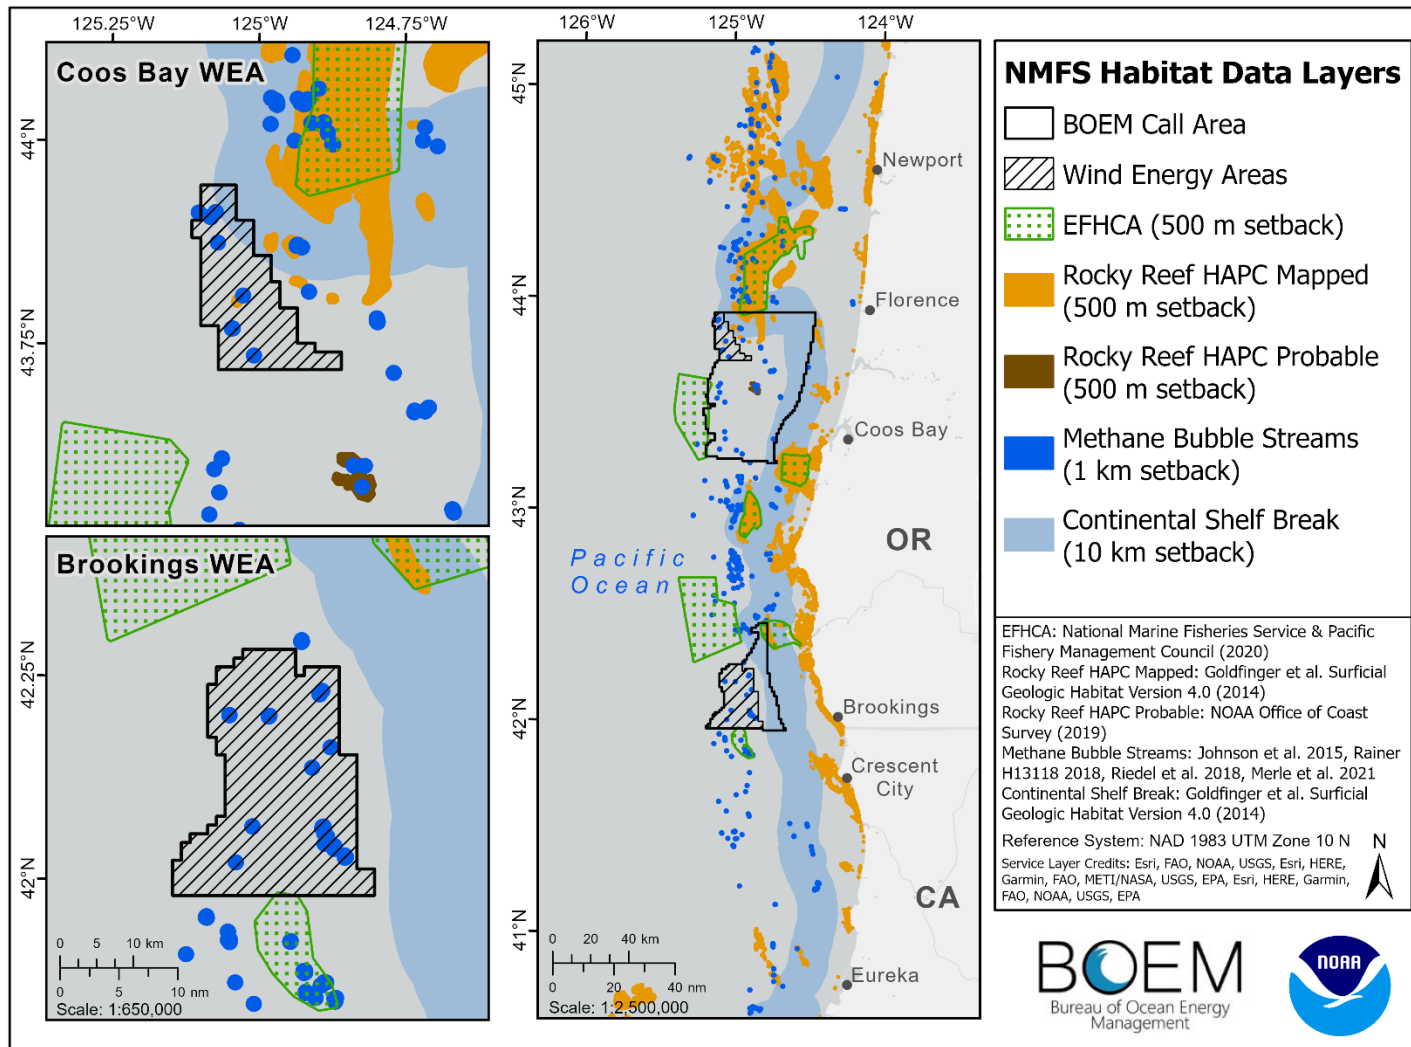 125.25°W 125°W 124.75°W
Coos Bay WEA
44°N
43.75°N
Brookings WEA
42.25°N
42°N
0 5 10 km
0 5 10 nm
Scale: 1:650,000
126°W 125°W 124°W
45°N
44°N
43°N
42°N
41°N
Newport
Florence
Coos Bay
OR
Pacific
Ocean
Brookings
Crescent
City
CA
Eureka
0 20 40 km
0 20 40 nm
Scale: 1:2,500,000
NMFS Habitat Data Layers
BOEM Call Area
Wind Energy Areas
EFHCA (500 m setback)
Rocky Reef HAPC Mapped
(500 m setback)
Rocky Reef HAPC Probable
(500 m setback)
Methane Bubble Streams
(1 km setback)
Continental Shelf Break
(10 km setback)
EFHCA: National Marine Fisheries Service & Pacific
Fishery Management Council (2020)
Rocky Reef HAPC Mapped: Goldfinger et al. Surficial
Geologic Habitat Version 4.0 (2014)
Rocky Reef HAPC Probable: NOAA Office of Coast
Survey (2019)
Methane Bubble Streams: Johnson et al. 2015, Rainer
H13118 2018, Riedel et al. 2018, Merle et al. 2021
Continental Shelf Break: Goldfinger et al. Surficial
Geologic Habitat Version 4.0 (2014)
Reference System: NAD 1983 UTM Zone 10 N
N
Service Layer Credits: Esri, FAO, NOAA, USGS, Esri, HERE,
Garmin, FAO, METI/NASA, USGS, EPA, Esri, HERE, Garmin,
FAO, NOAA, USGS, EPA
BOEM
Bureau of Ocean Energy
Management
NOAA